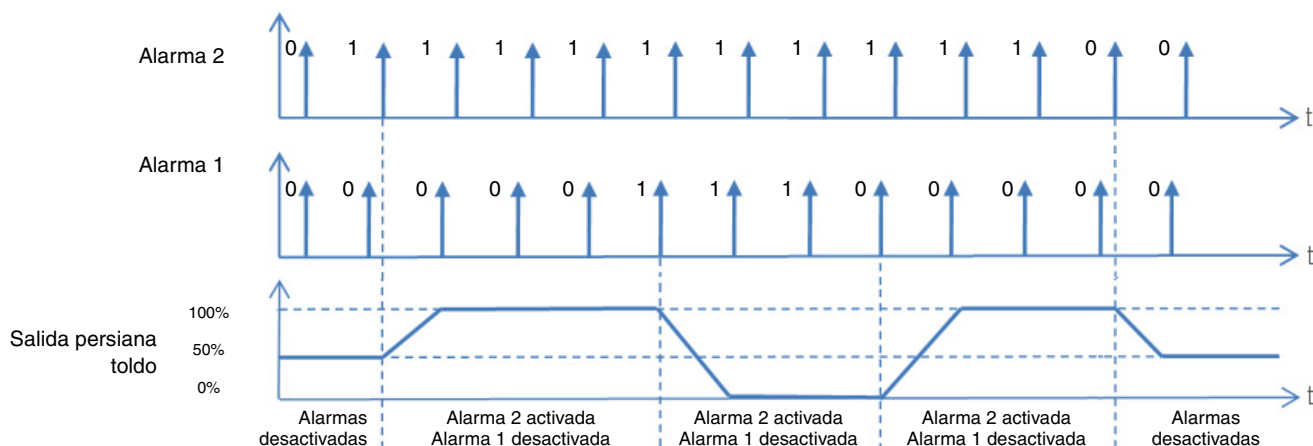 Alarma 2
0 1 1 1 1 1 1 1 1 1 1 0 0
t
Alarma 1
0 0 0 0 0 1 1 1 0 0 0 0 0
t
Salida persiana
toldo
100%
50%
0%
t
Alarmas
desactivadas
Alarma 2 activada
Alarma 1 desactivada
Alarma 2 activada
Alarma 1 desactivada
Alarma 2 activada
Alarma 1 desactivada
Alarmas
desactivadas